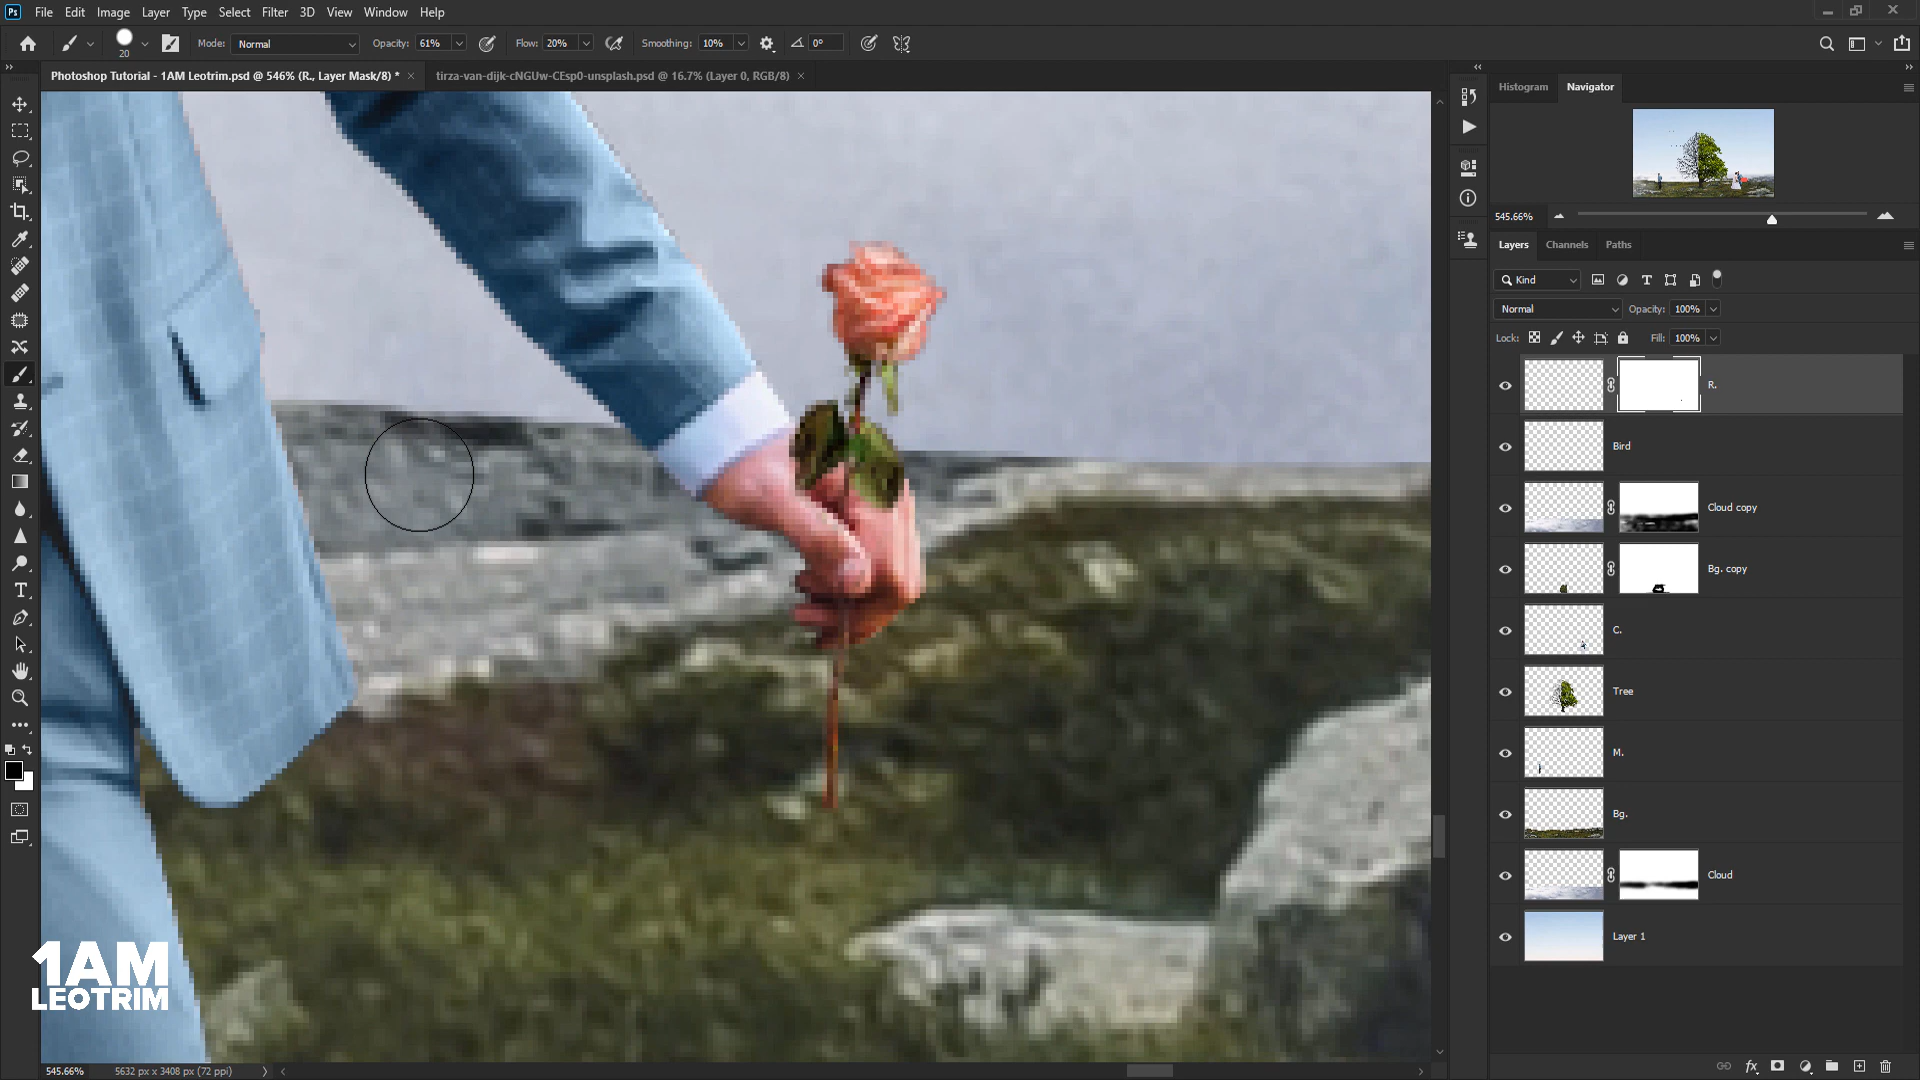 Ps File Edit Image Layer Type Select Filter 3D View Window Help
20 Mode: Normal Opacity: 61% Flow: 20% Smoothing: 10% 0°
Photoshop Tutorial - 1AM Leotrim.psd @ 546% (R., Layer Mask/8) * × tirza-van-dijk-cNGUw-CEsp0-unsplash.psd @ 16.7% (Layer 0, RGB/8) ×
Histogram Navigator
545.66%
Layers Channels Paths
Kind
Normal Opacity: 100%
Lock: Fill: 100%
R.
Bird
Cloud copy
Bg. copy
C.
Tree
M.
Bg.
Cloud
Layer 1
1AM
LEOTRIM
545.66% 5632 px x 3408 px (72 ppi)